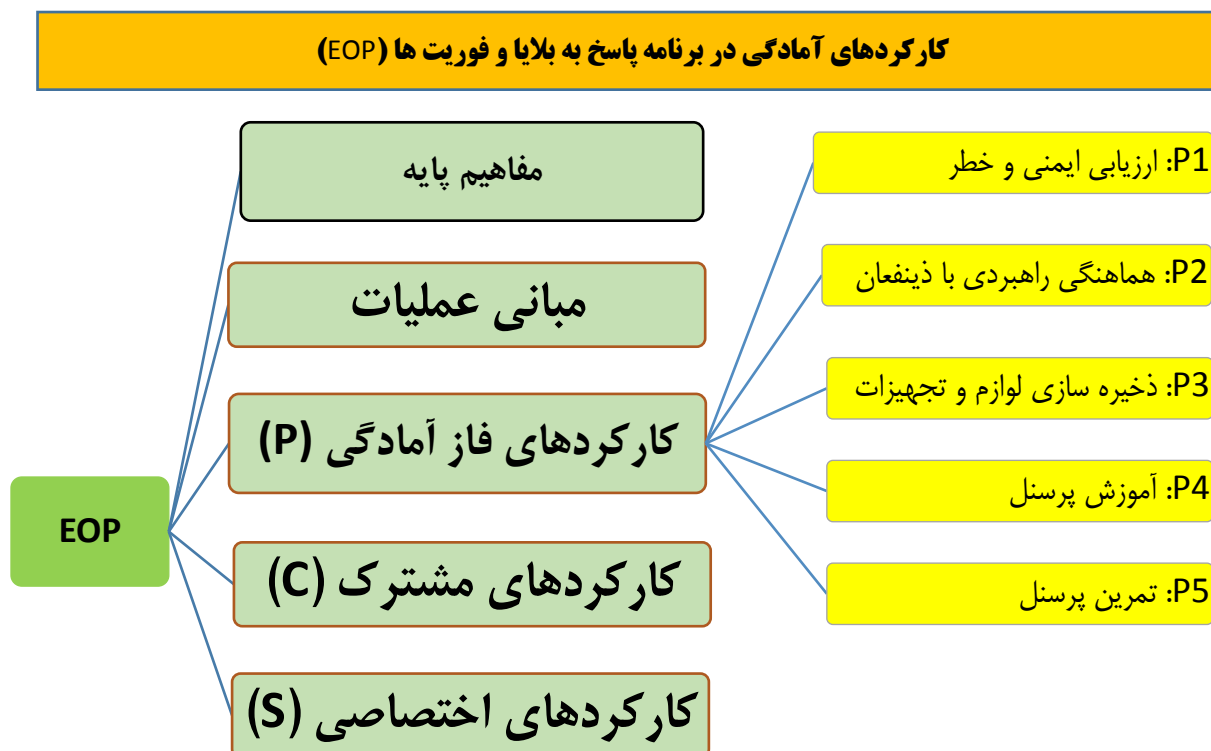 کارکردهای آمادگی در برنامه پاسخ به بلایا و فوریت ها (EOP)
EOP
مفاهیم پایه
مبانی عملیات
کارکردهای فاز آمادگی (P)
کارکردهای مشترک (C)
کارکردهای اختصاصی (S)
P1: ارزیابی ایمنی و خطر
P2: هماهنگی راهبردی با ذینفعان
P3: ذخیره سازی لوازم و تجهیزات
P4: آموزش پرسنل
P5: تمرین پرسنل